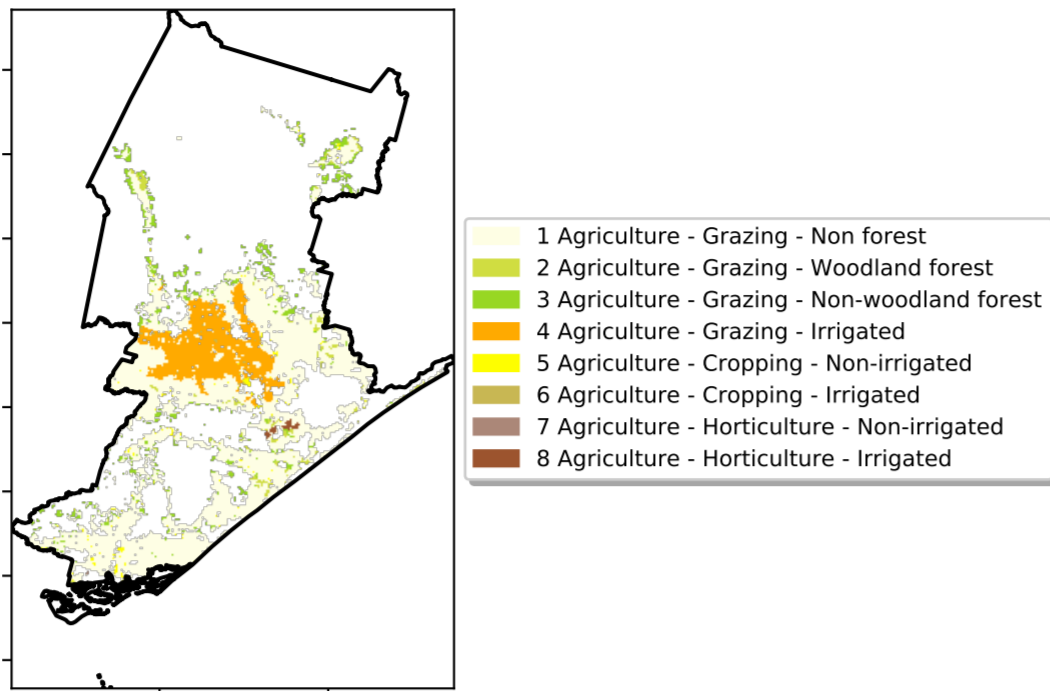 1 Agriculture - Grazing - Non forest
2 Agriculture - Grazing - Woodland forest
3 Agriculture - Grazing - Non-woodland forest
4 Agriculture - Grazing - Irrigated
5 Agriculture - Cropping - Non-irrigated
6 Agriculture - Cropping - Irrigated
7 Agriculture - Horticulture - Non-irrigated
8 Agriculture - Horticulture - Irrigated